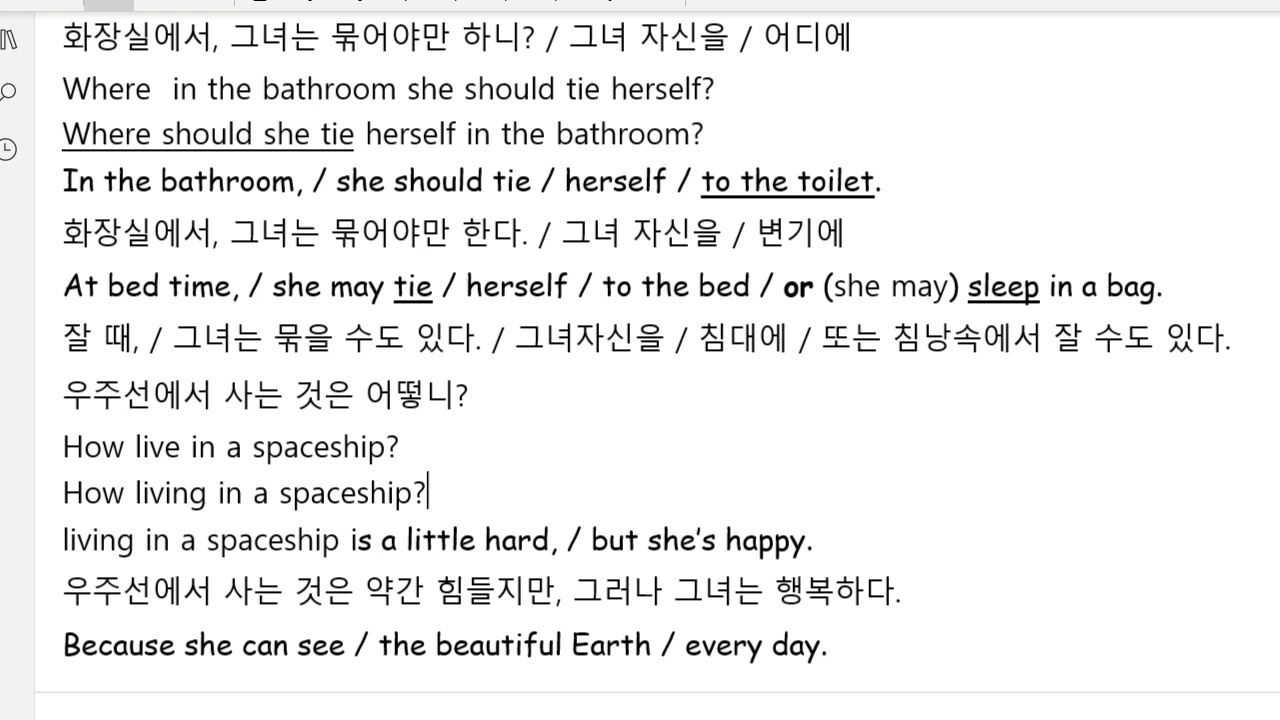 화장실에서, 그녀는 묶어야만 하니? / 그녀 자신을 / 어디에
Where  in the bathroom she should tie herself?
Where should she tie herself in the bathroom?
In the bathroom, / she should tie / herself / to the toilet.
화장실에서, 그녀는 묶어야만 한다. / 그녀 자신을 / 변기에
At bed time, / she may tie / herself / to the bed / or (she may) sleep in a bag.
잘 때, / 그녀는 묶을 수도 있다. / 그녀자신을 / 침대에 / 또는 침낭속에서 잘 수도 있다.
우주선에서 사는 것은 어떻니?
How live in a spaceship?
How living in a spaceship?
living in a spaceship is a little hard, / but she's happy.
우주선에서 사는 것은 약간 힘들지만, 그러나 그녀는 행복하다.
Because she can see / the beautiful Earth / every day.